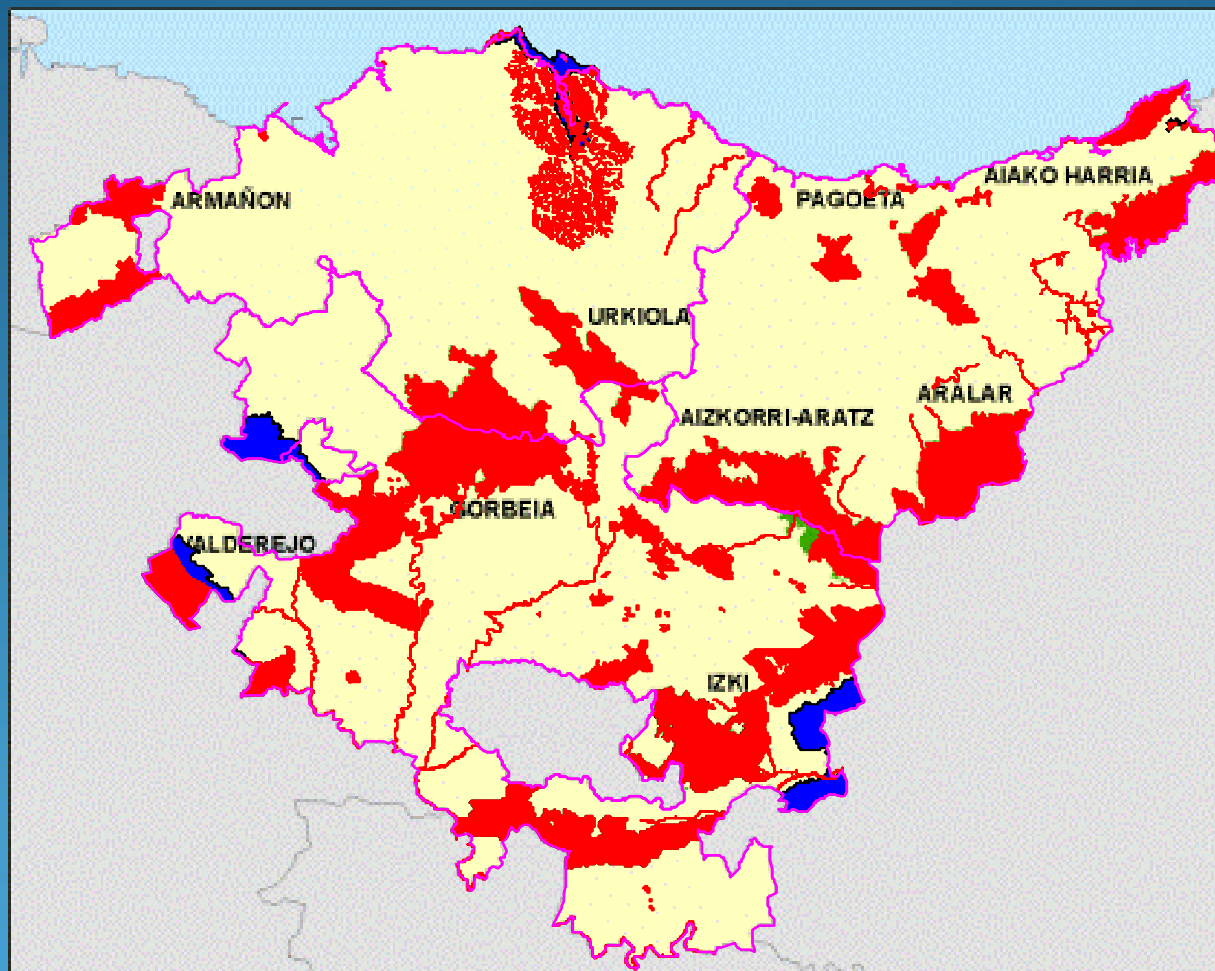 AIAKO HARRIA
ARMAÑON
PAGOETA
URKIOLA
ARALAR
AIZKORRI-ARATZ
GORBEIA
VALDEREJO
IZKI